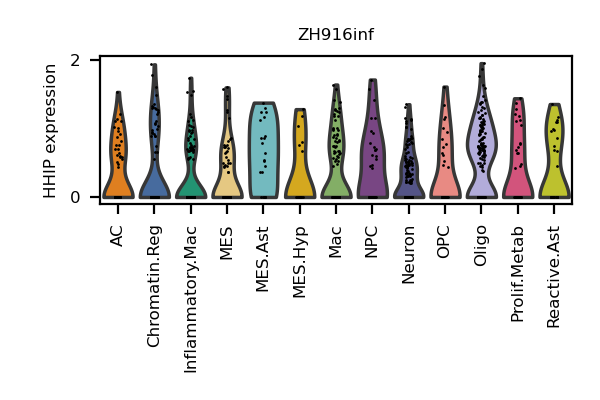 ZH916inf
HHIP expression
2
0
AC
Chromatin.Reg
Inflammatory.Mac
MES
MES.Ast
MES.Hyp
Mac
NPC
Neuron
OPC
Oligo
Prolif.Metab
Reactive.Ast